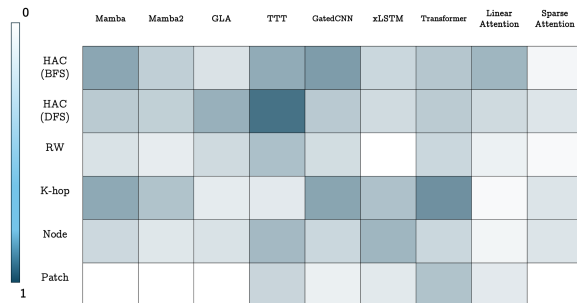 0
Mamba Mamba2 GLA TTT GatedCNN xLSTM Transformer Linear Attention Sparse Attention
HAC
(BFS)
HAC
(DFS)
RW
K-hop
Node
Patch
1